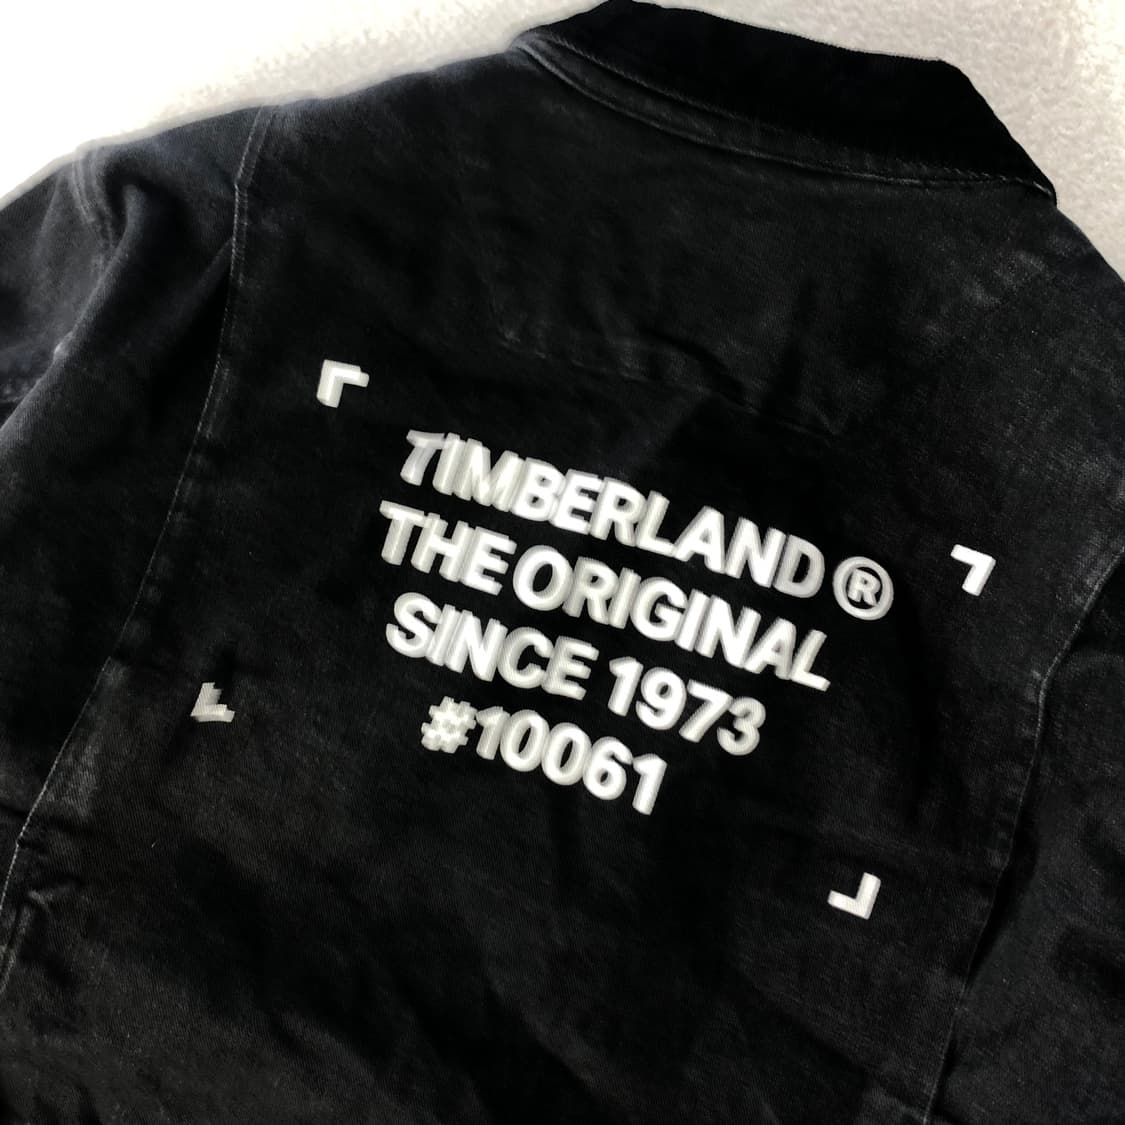 TIMBERLAND®
THE ORIGINAL
SINCE 1973
#10061